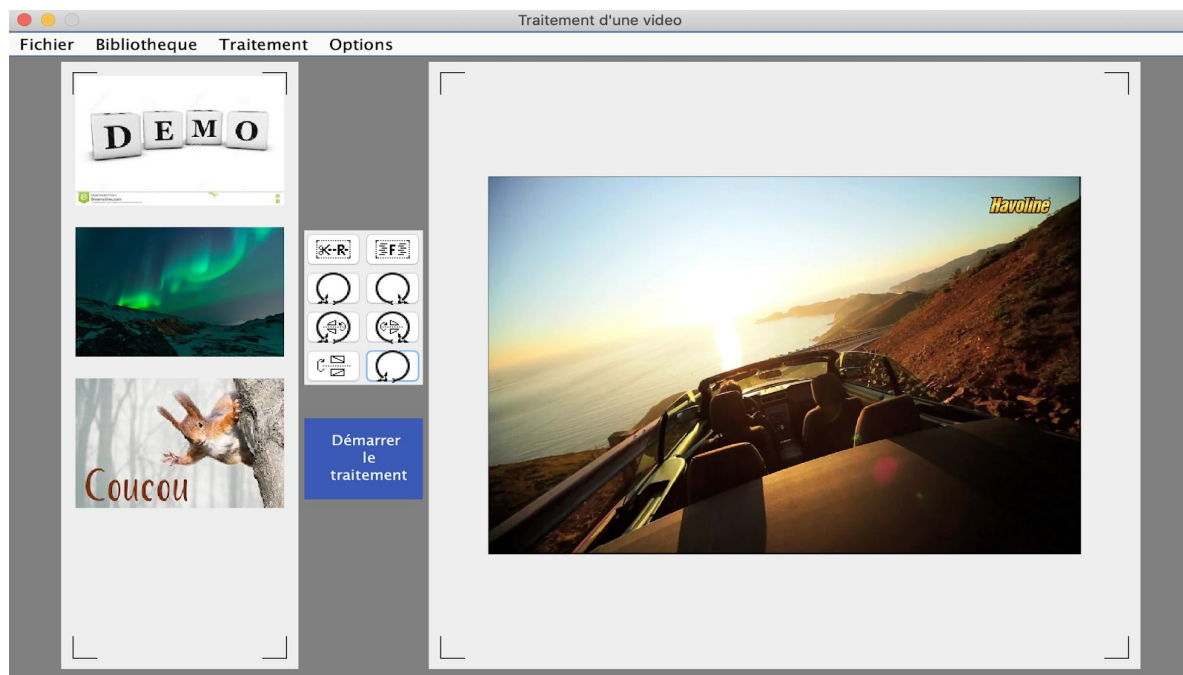 Traitement d'une video
Fichier Bibliotheque Traitement Options
DEMO
Coucou
R
F
Démarrer
le
traitement
Havoline